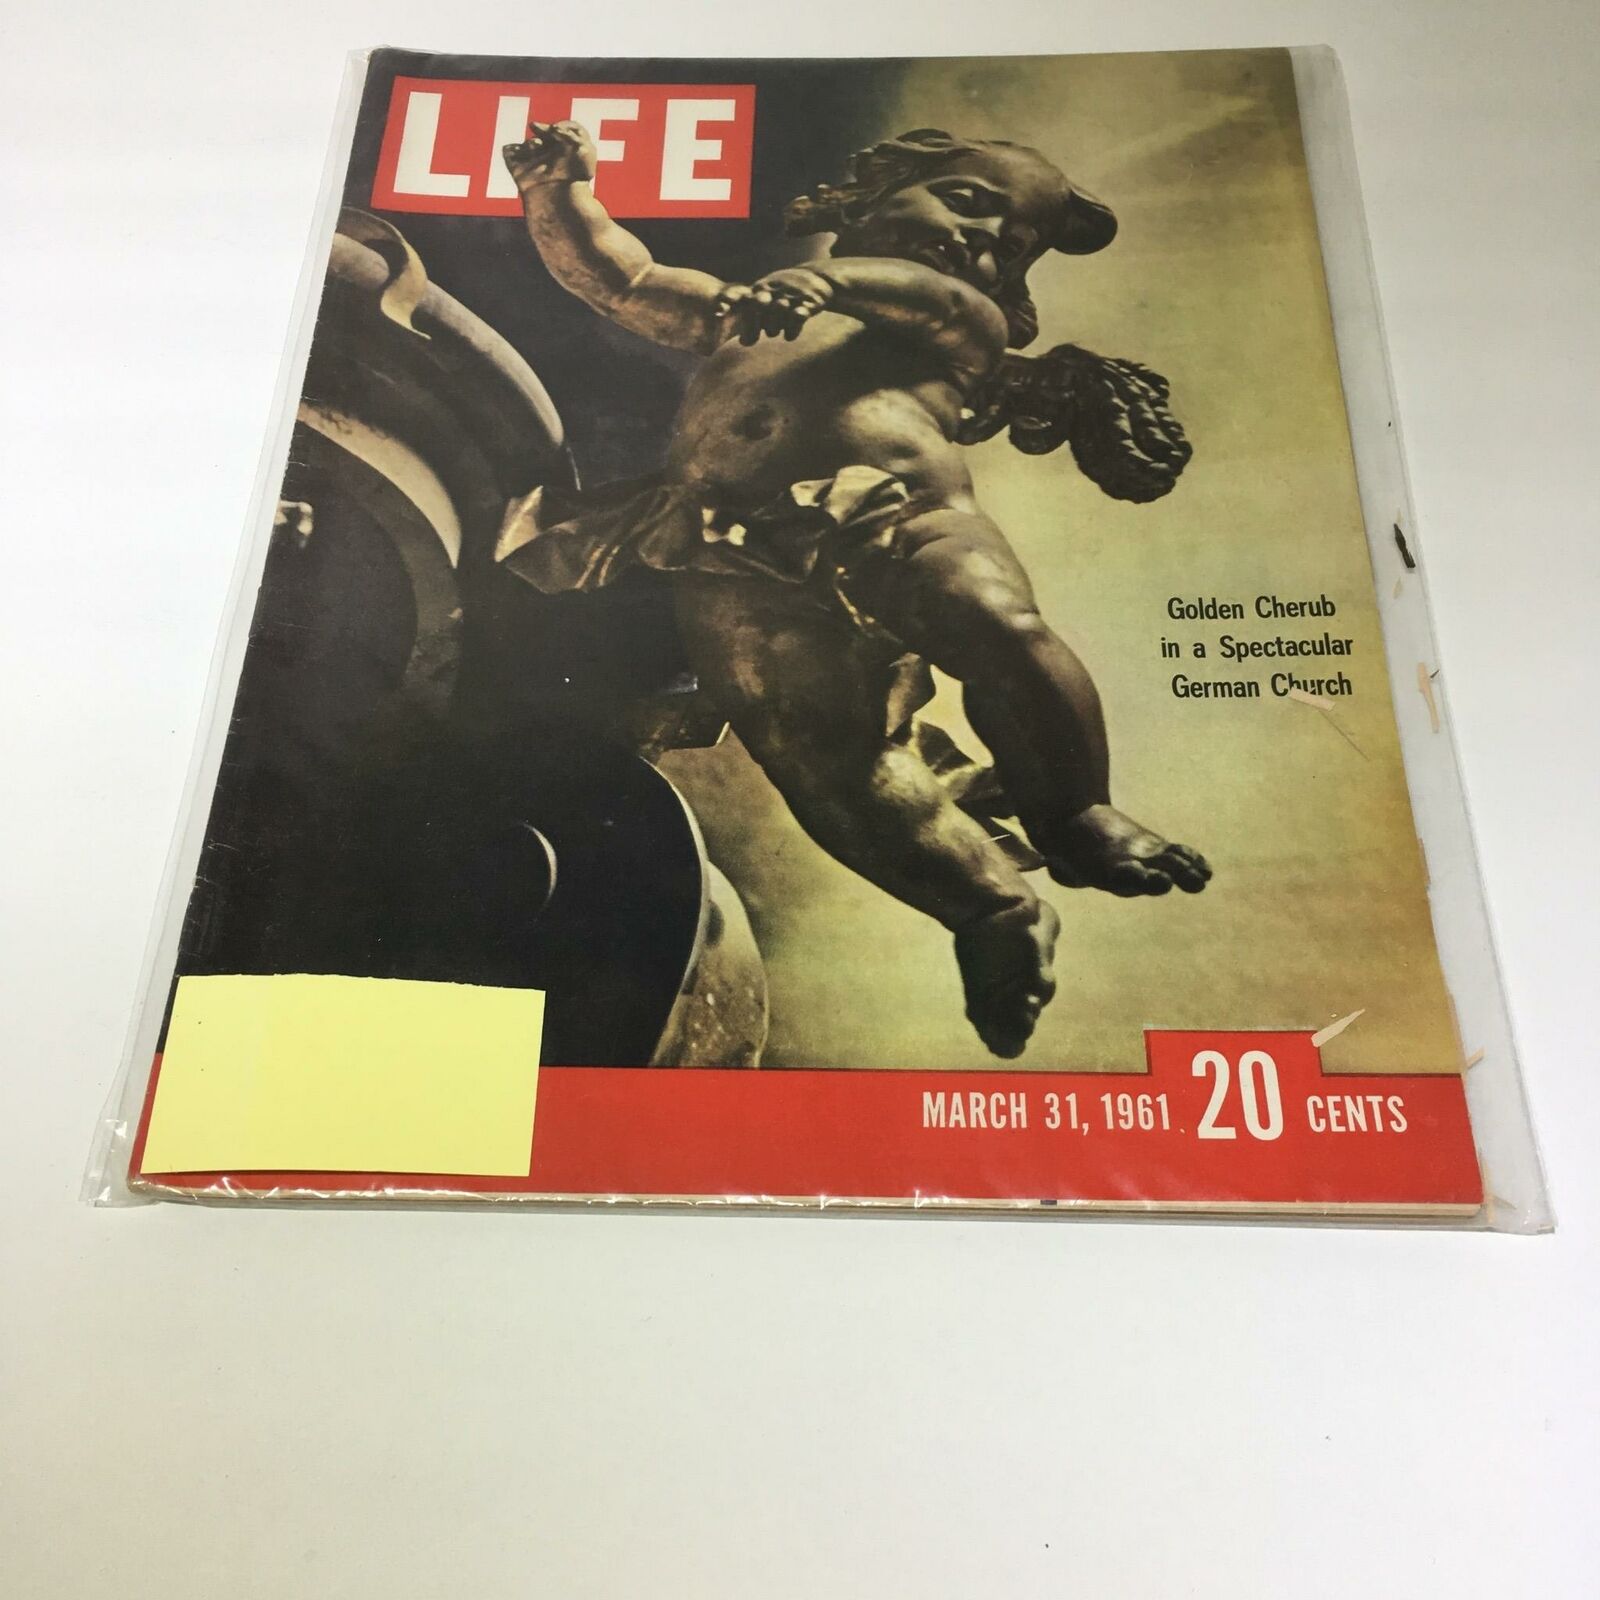 LIFE
Golden Cherub
in a Spectacular
German Church
MARCH 31, 1961 20 CENTS